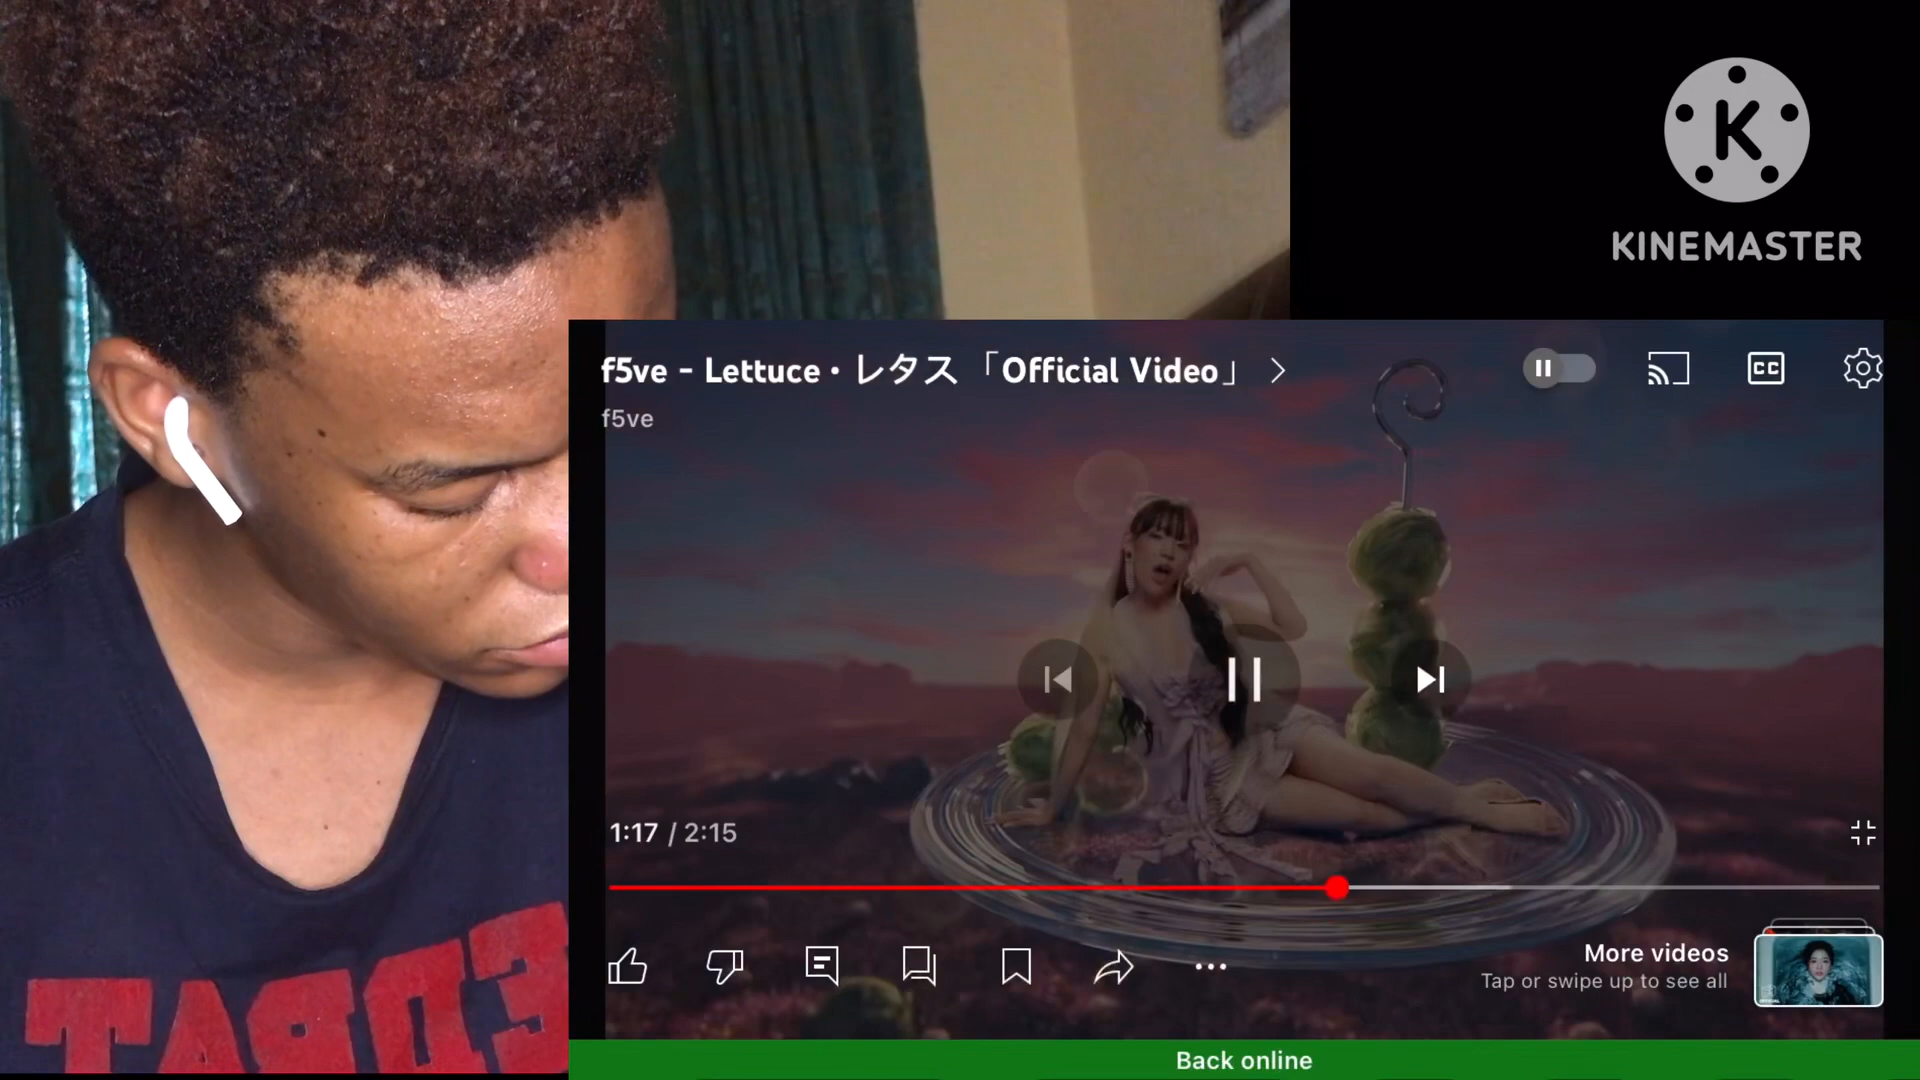 K
KINEMASTER
f5ve - Lettuce・レタス「Official Video」
f5ve
CC
1:17 / 2:15
More videos
Tap or swipe up to see all
Back online